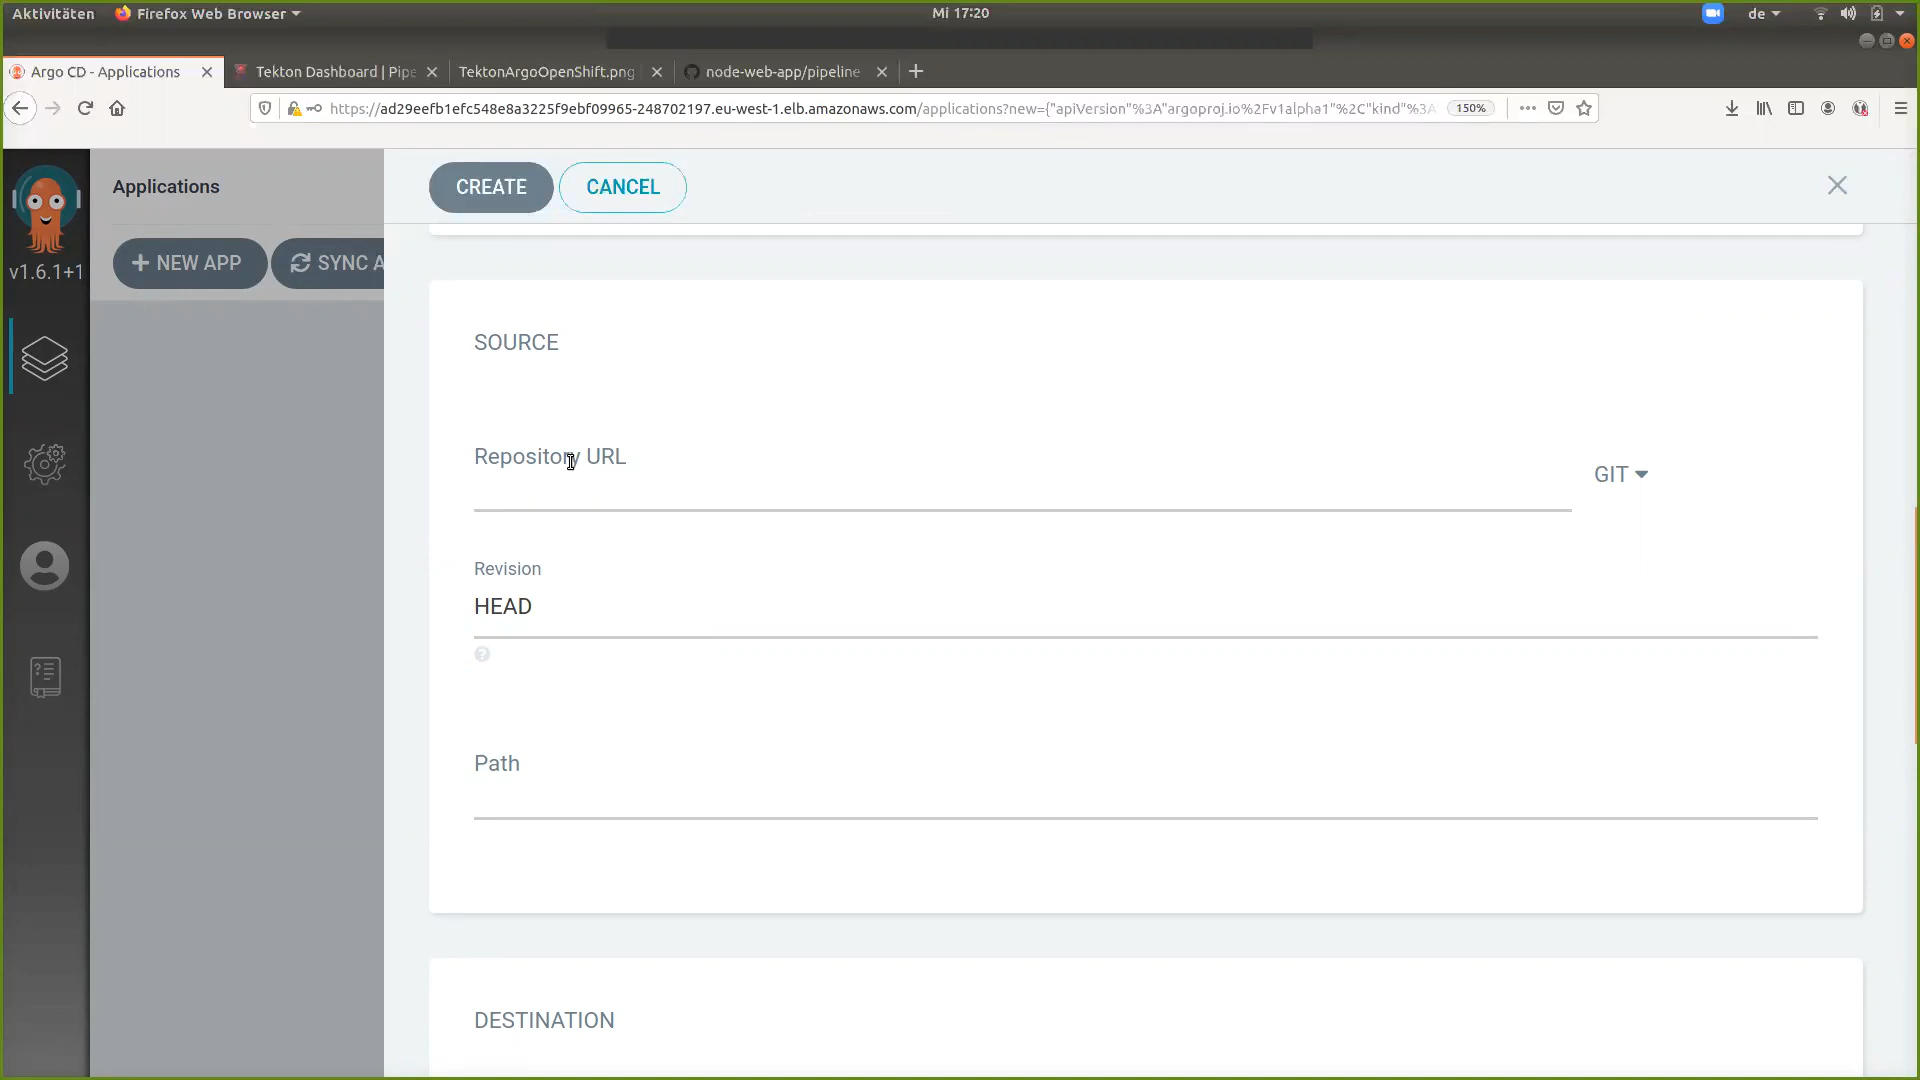 Aktivitäten Firefox Web Browser Mi 17:20 de
Argo CD - Applications Tekton Dashboard | Pipe TektonArgoOpenShift.png node-web-app/pipeline
https://ad29eefb1efc548e8a3225f9ebf09965-248702197.eu-west-1.elb.amazonaws.com/applications?new={"apiVersion"%3A"argoproj.io%2Fv1alpha1"%2C"kind"%3A 150%
Applications
CREATE CANCEL
v1.6.1+1
NEW APP SYNC A
SOURCE
Repository URL
GIT
Revision
HEAD
?
Path
DESTINATION